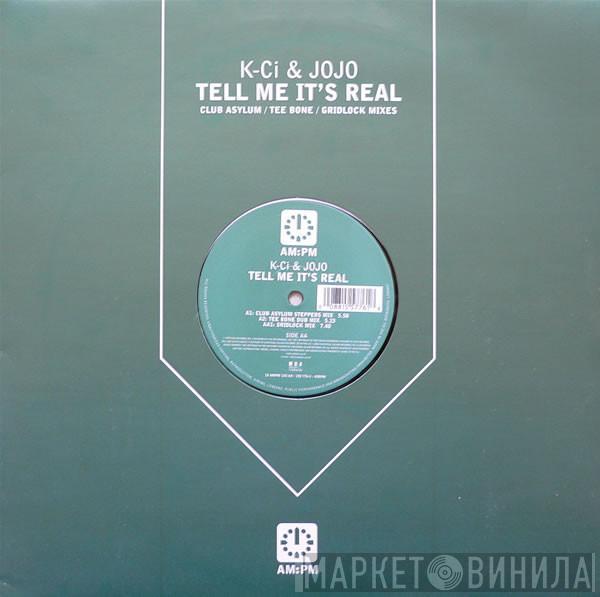 K-Ci & JOJO
TELL ME IT'S REAL
CLUB ASYLUM / TEE BONE / GRIDLOCK MIXES
AM:PM
K-Ci & JOJO
TELL ME IT'S REAL
A1: CLUB ASYLUM STEPPERS MIX 5.58
A2: TEE BONE DUB MIX 5.33
AA1: GRIDLOCK MIX 7.40
SIDE AA
AM:PM
МАРКЕТ ВИНИЛА